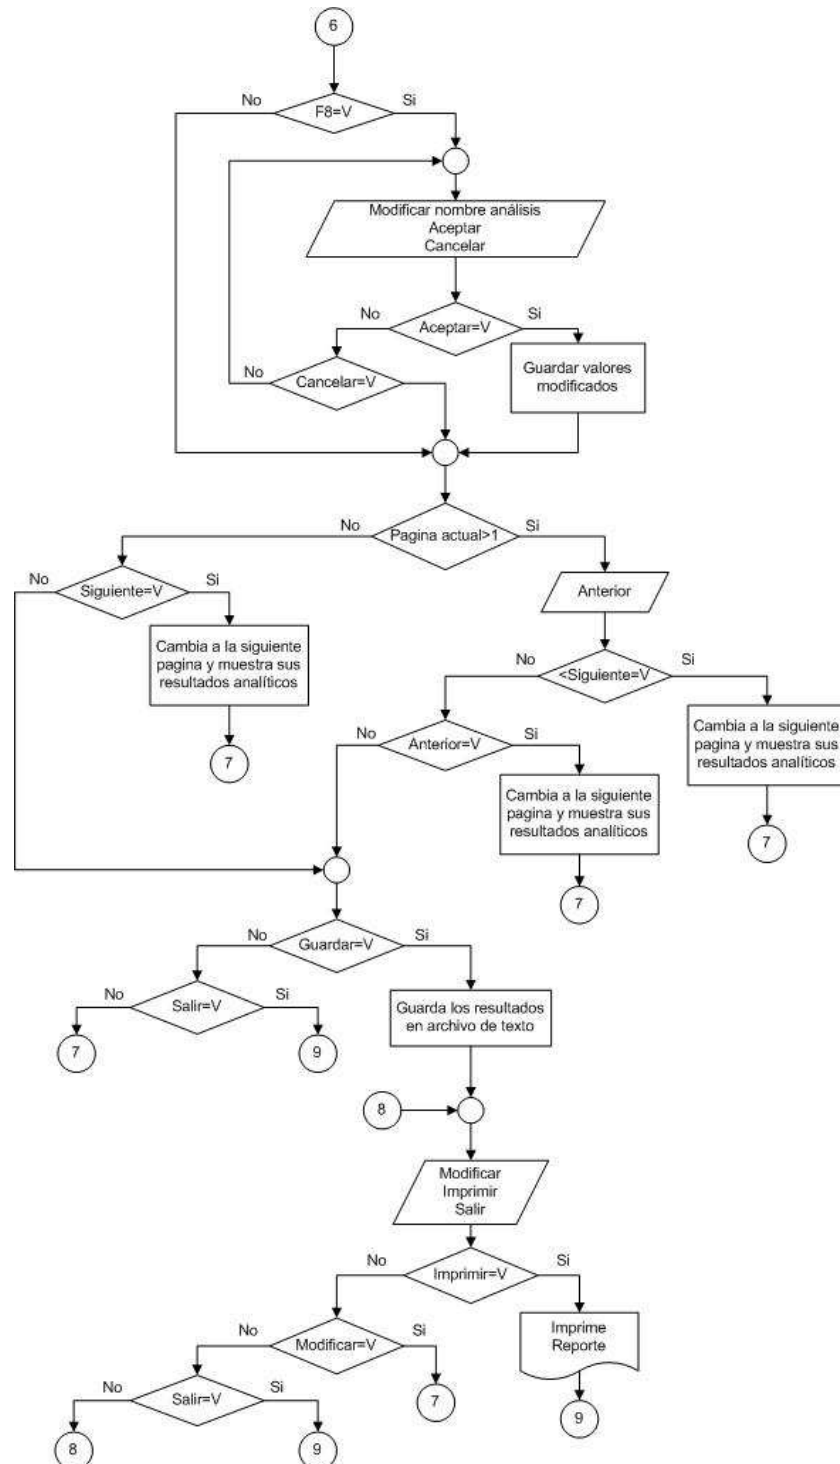 6
No
F8=V
Si
Modificar nombre análisis
Aceptar
Cancelar
No
Aceptar=V
Si
No
Cancelar=V
Guardar valores
modificados
No
Pagina actual>1
Si
No
Siguiente=V
Si
Anterior
Cambia a la siguiente
pagina y muestra sus
resultados analíticos
No
<Siguiente=V
Si
7
No
Anterior=V
Si
Cambia a la siguiente
pagina y muestra sus
resultados analíticos
Cambia a la siguiente
pagina y muestra sus
resultados analíticos
7
7
No
Guardar=V
Si
No
Salir=V
Si
Guarda los resultados
en archivo de texto
7
9
8
Modificar
Imprimir
Salir
No
Imprimir=V
Si
No
Modificar=V
Si
Imprime
Reporte
No
Salir=V
Si
7
9
8
9